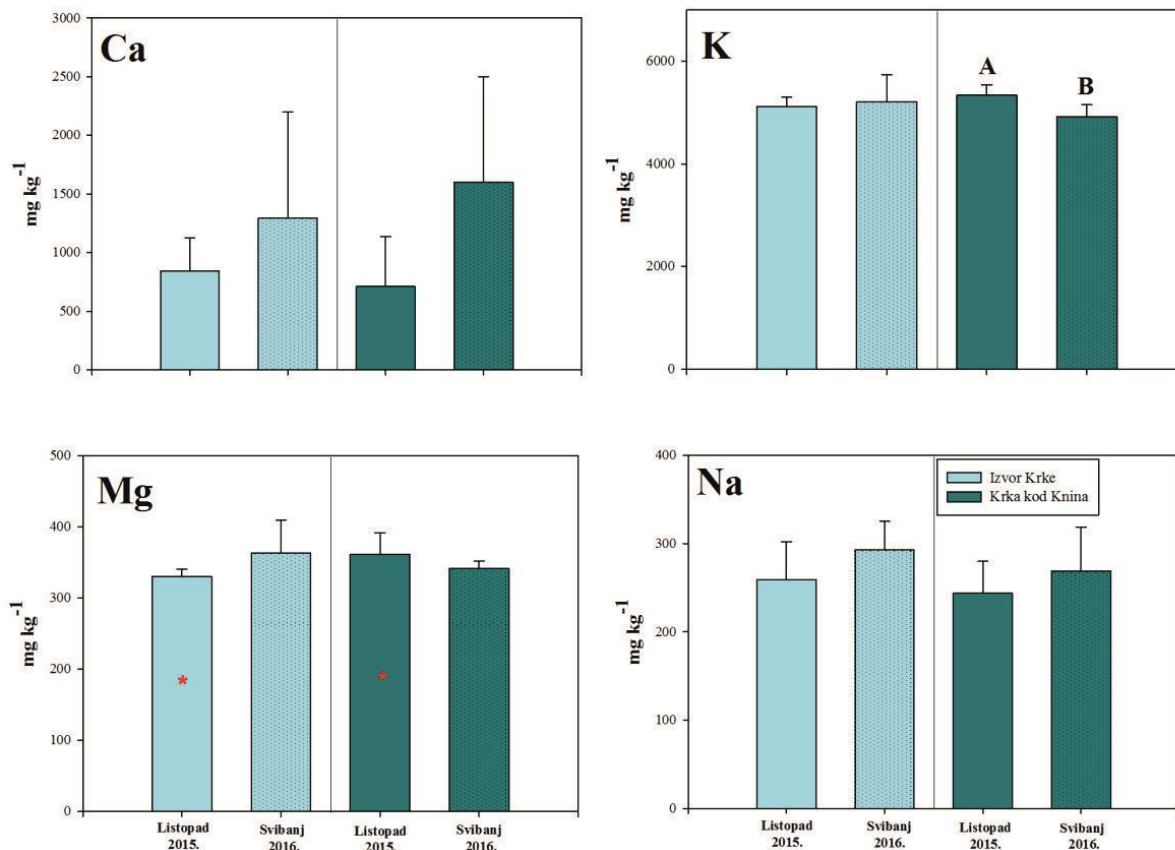 Ca
3000
2500
2000
1500
1000
500
0
mg kg-1
K
6000
4000
2000
0
mg kg-1
A
B
Mg
500
400
300
200
100
0
mg kg-1
*
*
Listopad
2015.
Svibanj
2016.
Listopad
2015.
Svibanj
2016.
Na
400
300
200
100
0
mg kg-1
Izvor Krke
Krka kod Knina
Listopad
2015.
Svibanj
2016.
Listopad
2015.
Svibanj
2016.